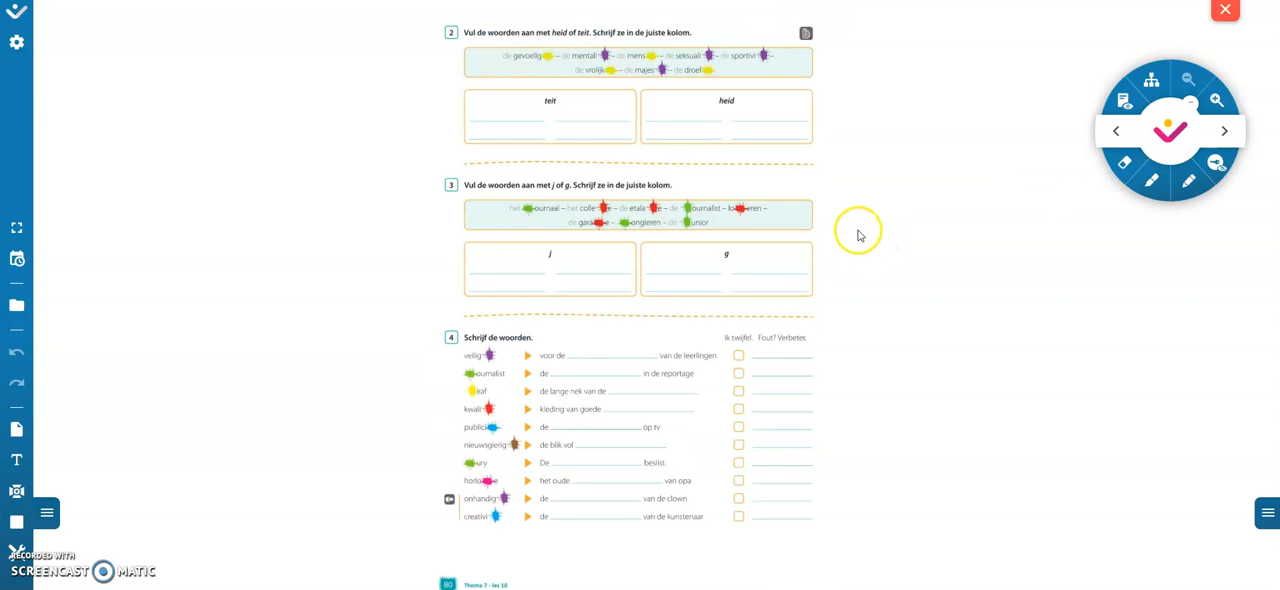 2 Vul de woorden aan met heid of teit. Schrijf ze in de juiste kolom.
de gevoelig – de mentali – de mens – de seksuali – de sportivi –
de vrolijk – de majes – de droef
teit heid
3 Vul de woorden aan met j of g. Schrijf ze in de juiste kolom.
het ournaal – het colle e – de etala e – de ournalist – lo eren –
de gara e – ongleren – de unior
j g
4 Schrijf de woorden. Ik twijfel. Fout? Verbeter.
veilig voor de van de leerlingen
ournalist de in de reportage
iraf de lange nek van de
kwali kleding van goede
publici de op tv
nieuwsgierig de blik vol
ury De beslist.
horlo e het oude van opa
onhandig de van de clown
creativi de van de kunstenaar
RECORDED WITH
SCREENCAST MATIC
80 Thema 7 - les 10